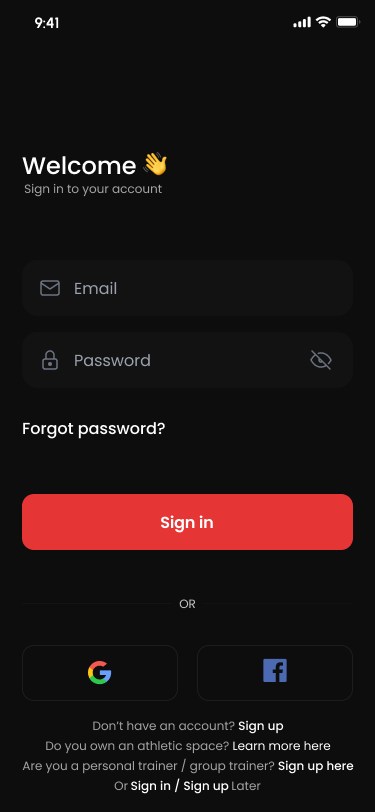 9:41
Welcome 👋
Sign in to your account
Email
Password
Forgot password?
Sign in
OR
Don't have an account? Sign up
Do you own an athletic space? Learn more here
Are you a personal trainer / group trainer? Sign up here
Or Sign in / Sign up Later